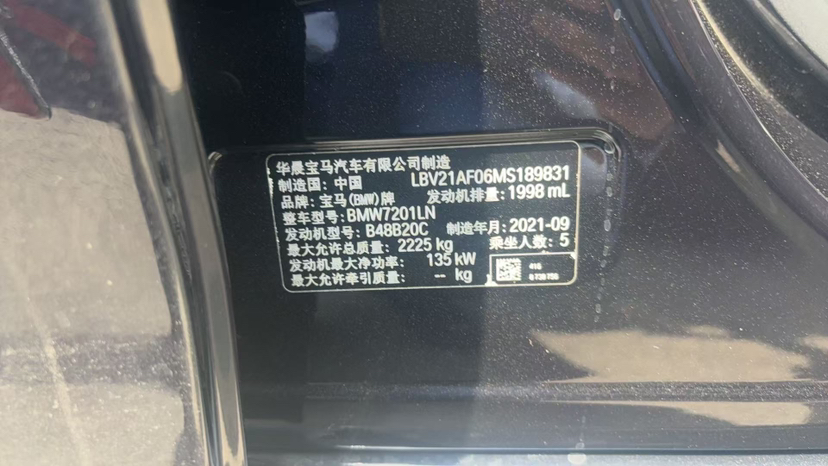 华晨宝马汽车有限公司制造
制造国: 中国 LBV21AF06MS189831
品牌: 宝马(BMW)牌 发动机排量: 1998 mL
整车型号: BMW7201LN
发动机型号: B48B20C 制造年月: 2021-09
最大允许总质量: 2225 kg 乘坐人数: 5
发动机最大净功率: 135 kW
最大允许牵引质量: -- kg